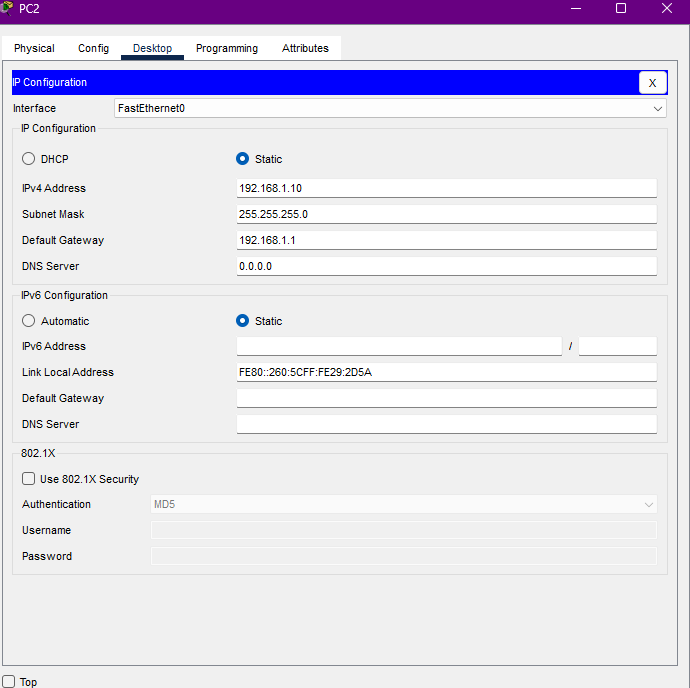 PC2
Physical Config Desktop Programming Attributes
IP Configuration X
Interface FastEthernet0
IP Configuration
DHCP Static
IPv4 Address 192.168.1.10
Subnet Mask 255.255.255.0
Default Gateway 192.168.1.1
DNS Server 0.0.0.0
IPv6 Configuration
Automatic Static
IPv6 Address /
Link Local Address FE80::260:5CFF:FE29:2D5A
Default Gateway
DNS Server
802.1X
Use 802.1X Security
Authentication MD5
Username
Password
Top